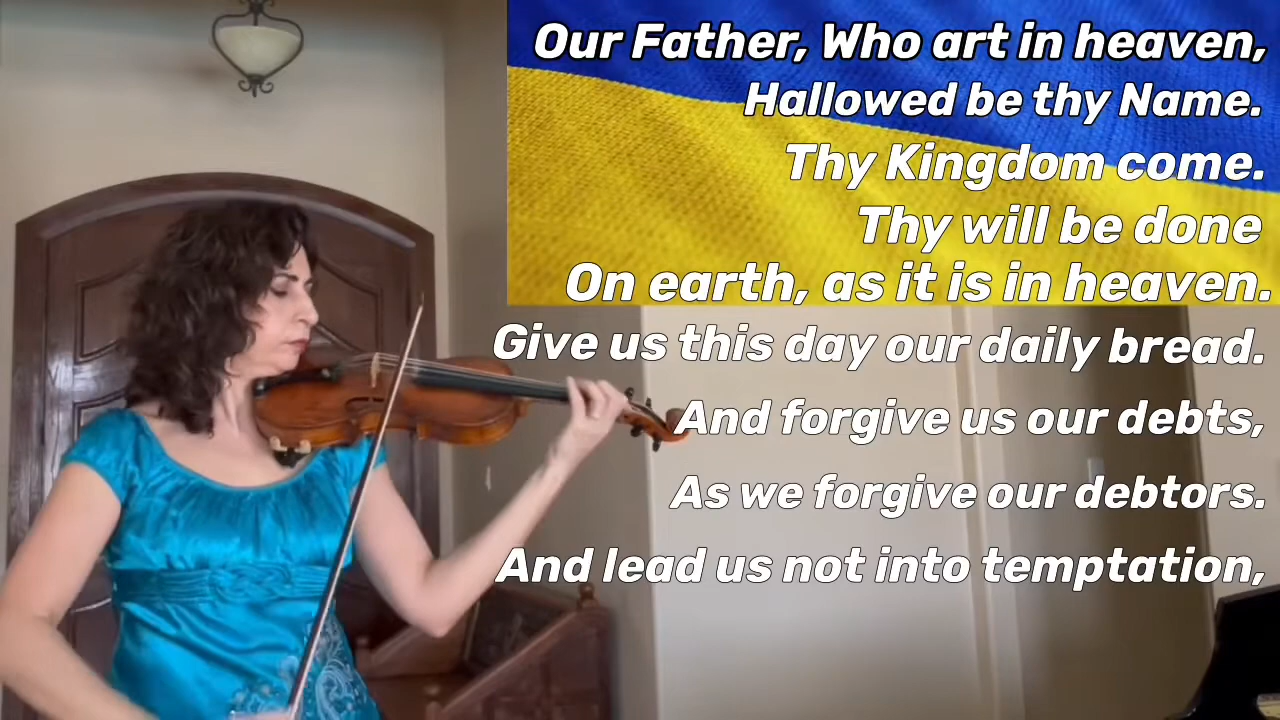 Our Father, Who art in heaven,
Hallowed be thy Name.
Thy Kingdom come.
Thy will be done
On earth, as it is in heaven.
Give us this day our daily bread.
And forgive us our debts,
As we forgive our debtors.
And lead us not into temptation,